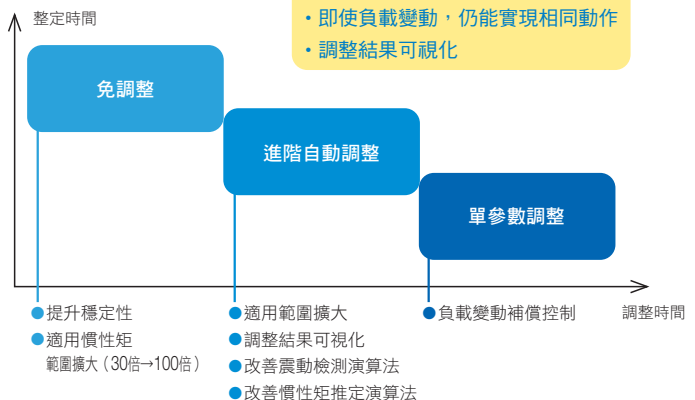 整定時間
・即使負載變動，仍能實現相同動作
・調整結果可視化
免調整
進階自動調整
單參數調整
●提升穩定性
●適用慣性矩
範圍擴大（30倍→100倍）
●適用範圍擴大
●調整結果可視化
●改善震動檢測演算法
●改善慣性矩推定演算法
●負載變動補償控制
調整時間